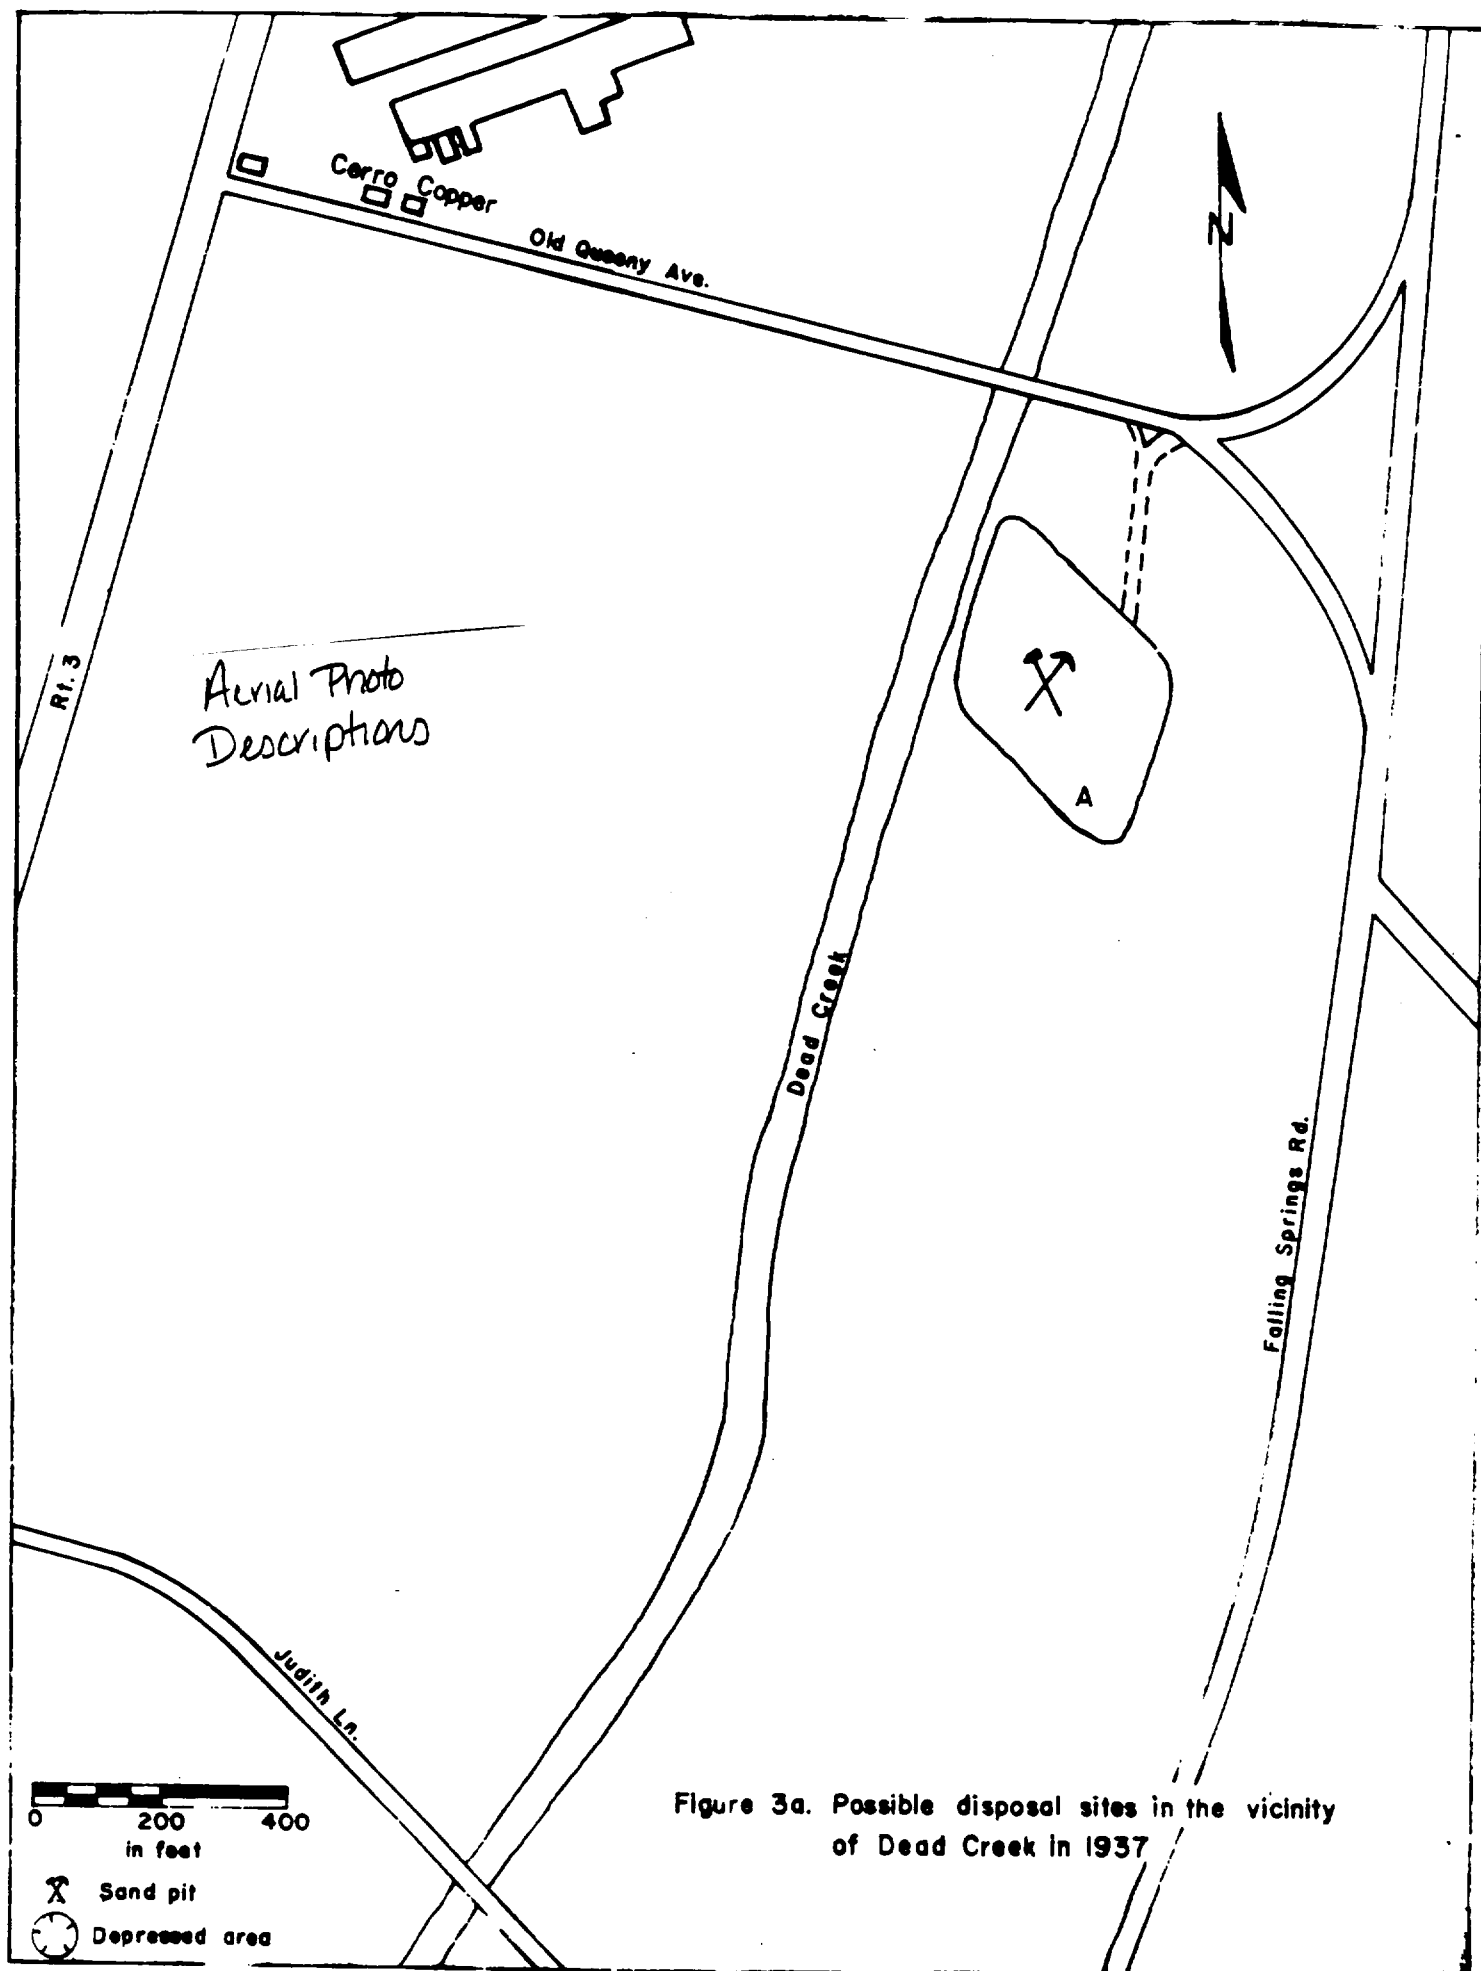 Cerro Copper
Old Queeny Ave.
N
Rt. 3
Aerial Photo
Descriptions
A
Dead Creek
Falling Springs Rd.
Judith Ln.
0 200 400
in feet
Sand pit
Depressed area
Figure 3a. Possible disposal sites in the vicinity
of Dead Creek in 1937